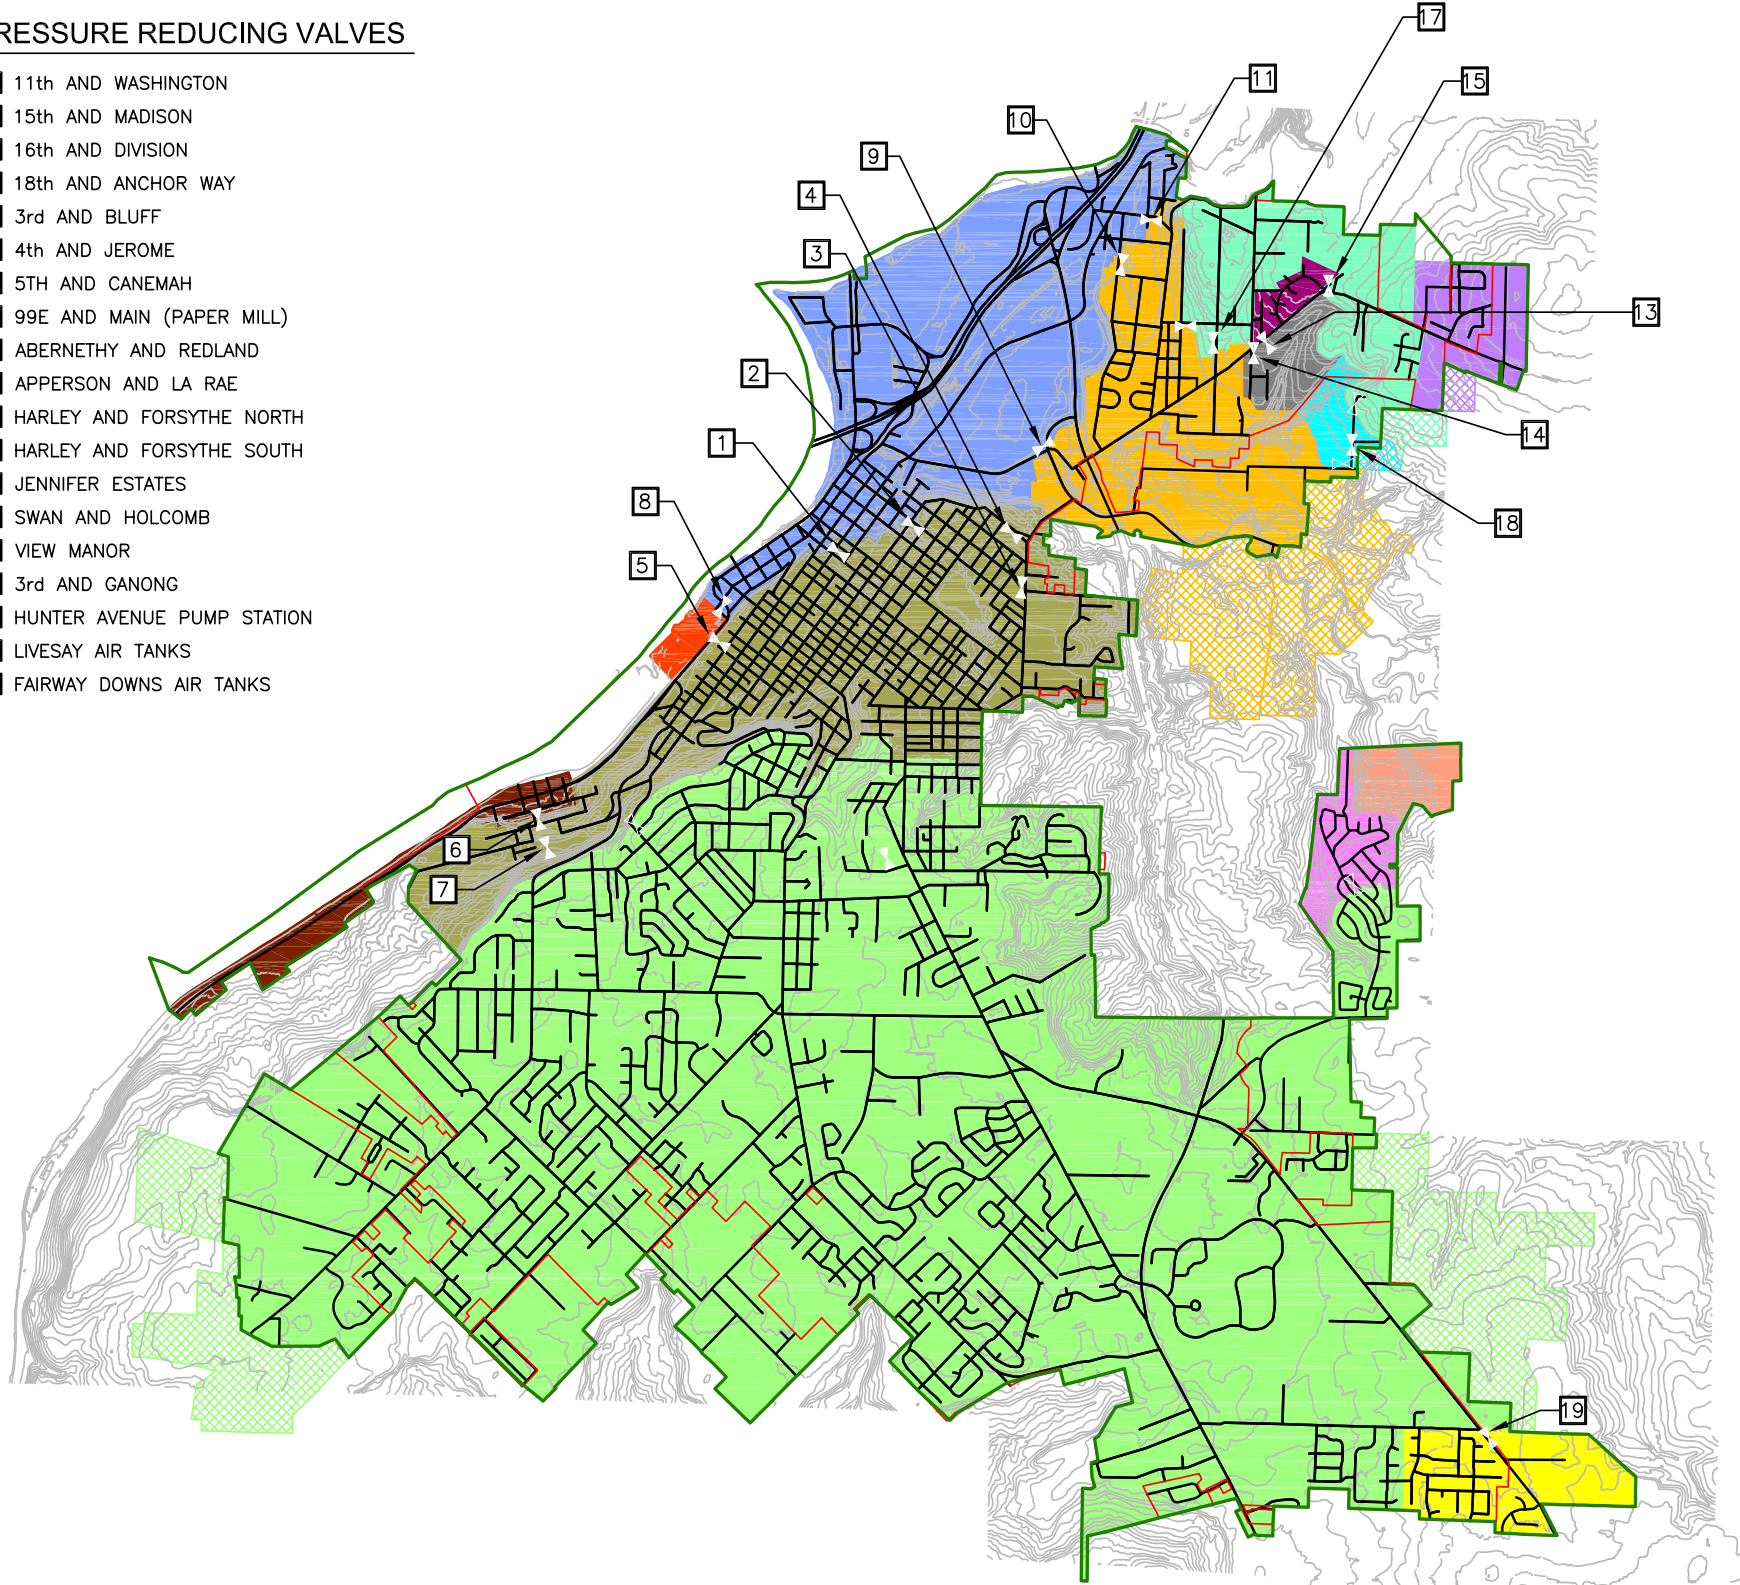 RESSURE REDUCING VALVES
11th AND WASHINGTON
15th AND MADISON
16th AND DIVISION
18th AND ANCHOR WAY
3rd AND BLUFF
4th AND JEROME
5TH AND CANEMAH
99E AND MAIN (PAPER MILL)
ABERNETHY AND REDLAND
APPERSON AND LA RAE
HARLEY AND FORSYTHE NORTH
HARLEY AND FORSYTHE SOUTH
JENNIFER ESTATES
SWAN AND HOLCOMB
VIEW MANOR
3rd AND GANONG
HUNTER AVENUE PUMP STATION
LIVESAY AIR TANKS
FAIRWAY DOWNS AIR TANKS
17
11
15
10
9
4
3
13
2
1
14
8
18
5
6
7
19